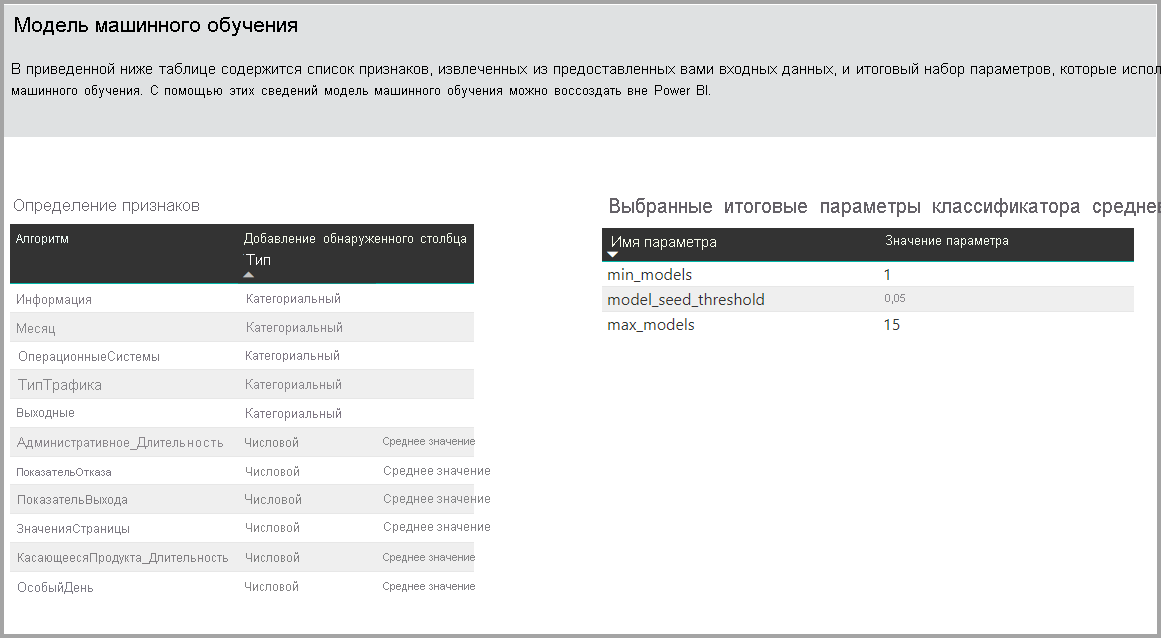 Модель машинного обучения
В приведенной ниже таблице содержится список признаков, извлеченных из предоставленных вами входных данных, и итоговый набор параметров, которые испол
машинного обучения. С помощью этих сведений модель машинного обучения можно воссоздать вне Power BI.
Определение признаков
Алгоритм Добавление обнаруженного столбца
Тип
Информация Категориальный
Месяц Категориальный
ОперационныеСистемы Категориальный
ТипТрафика Категориальный
Выходные Категориальный
Административное_Длительность Числовой Среднее значение
ПоказательОтказа Числовой Среднее значение
ПоказательВыхода Числовой Среднее значение
ЗначенияСтраницы Числовой Среднее значение
КасающеесяПродукта_Длительность Числовой Среднее значение
ОсобыйДень Числовой Среднее значение
Выбранные итоговые параметры классификатора средне
Имя параметра Значение параметра
min_models 1
model_seed_threshold 0,05
max_models 15